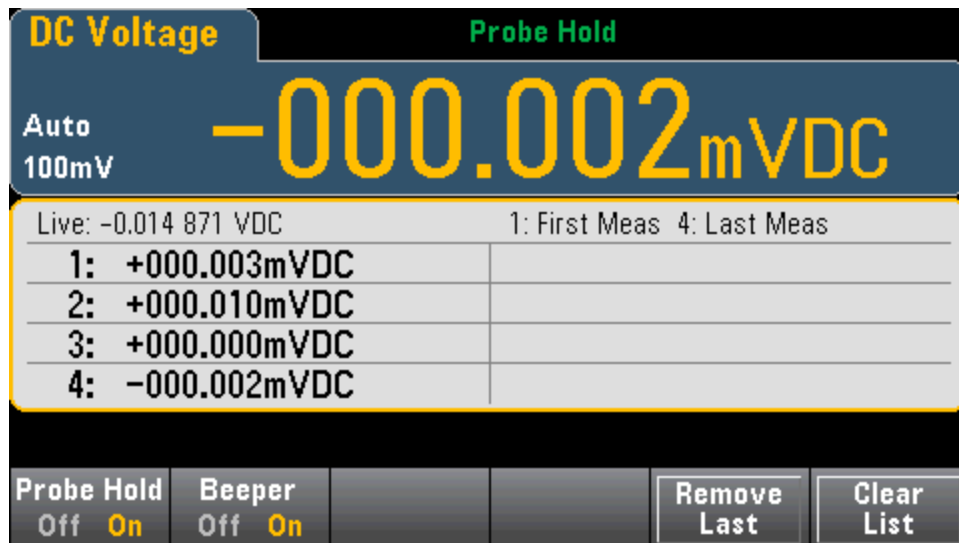 DC Voltage Probe Hold
Auto
100mV
-000.002mVDC
Live: -0.014 871 VDC 1: First Meas 4: Last Meas
1: +000.003mVDC
2: +000.010mVDC
3: +000.000mVDC
4: -000.002mVDC
Probe Hold Beeper Remove Clear
Off On Off On Last List